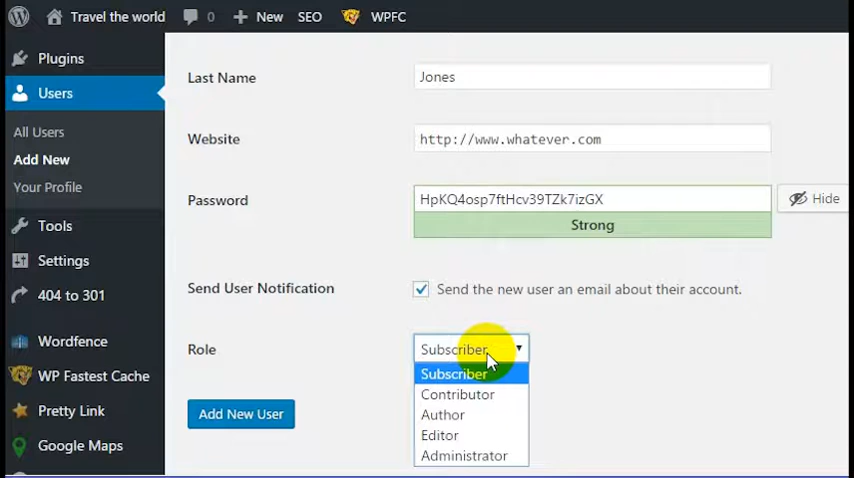 Travel the world 0 New SEO WPFC
Plugins
Users
All Users
Add New
Your Profile
Tools
Settings
404 to 301
Wordfence
WP Fastest Cache
Pretty Link
Google Maps
Last Name Jones
Website http://www.whatever.com
Password HpKQ4osp7ftHcv39TZk7izGX Hide
Strong
Send User Notification Send the new user an email about their account.
Role Subscriber
Subscriber
Contributor
Author
Editor
Administrator
Add New User